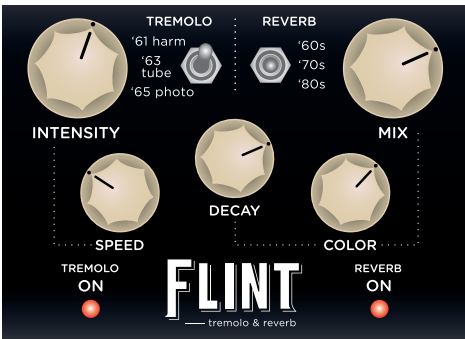 TREMOLO
REVERB
‘61 harm
‘63
tube
‘65 photo
‘60s
‘70s
‘80s
INTENSITY
MIX
DECAY
SPEED
COLOR
TREMOLO
ON
REVERB
ON
FLINT
tremolo & reverb